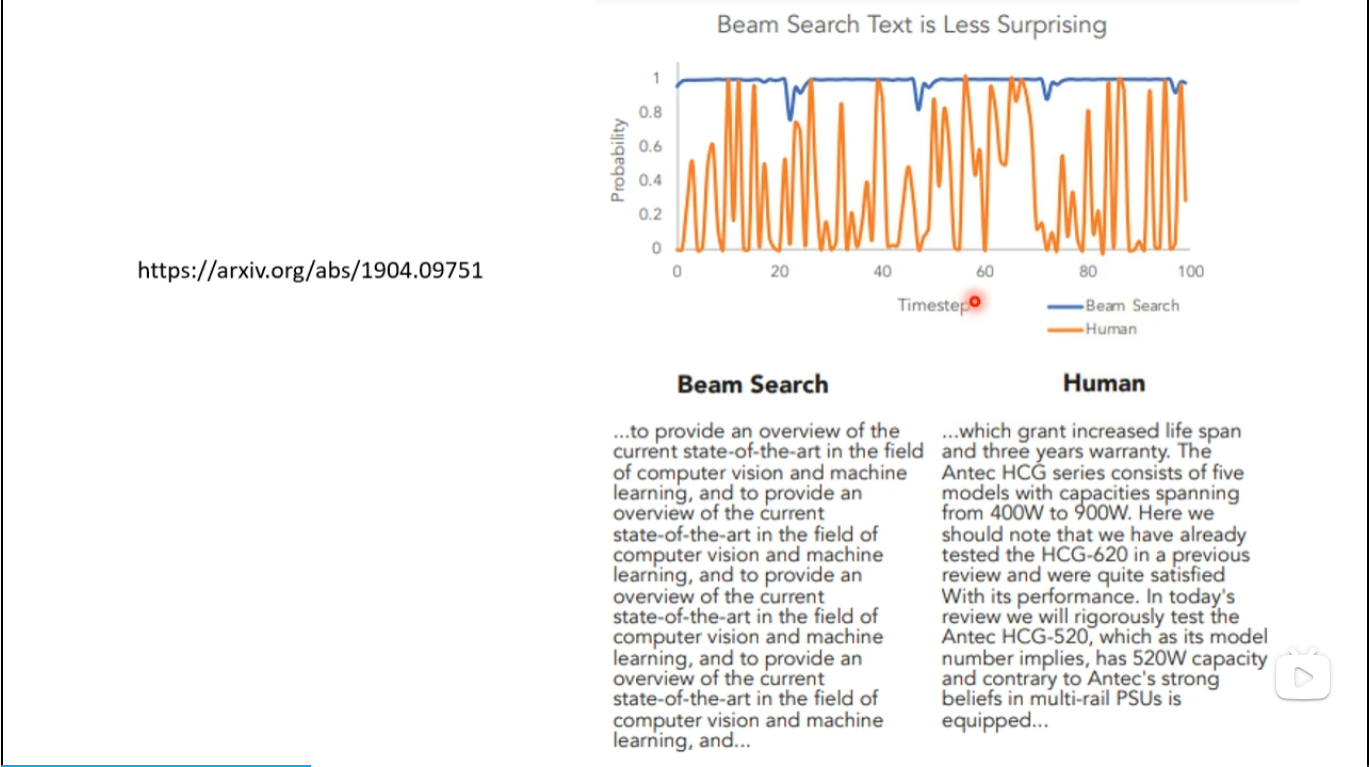 Beam Search Text is Less Surprising
1
0.8
0.6
0.4
0.2
0
Probability
0 20 40 60 80 100
Timestep
Beam Search
Human
https://arxiv.org/abs/1904.09751
Beam Search
...to provide an overview of the
current state-of-the-art in the field
of computer vision and machine
learning, and to provide an
overview of the current
state-of-the-art in the field of
computer vision and machine
learning, and to provide an
overview of the current
state-of-the-art in the field of
computer vision and machine
learning, and to provide an
overview of the current
state-of-the-art in the field of
computer vision and machine
learning, and...
Human
...which grant increased life span
and three years warranty. The
Antec HCG series consists of five
models with capacities spanning
from 400W to 900W. Here we
should note that we have already
tested the HCG-620 in a previous
review and were quite satisfied
With its performance. In today's
review we will rigorously test the
Antec HCG-520, which as its model
number implies, has 520W capacity
and contrary to Antec's strong
beliefs in multi-rail PSUs is
equipped...